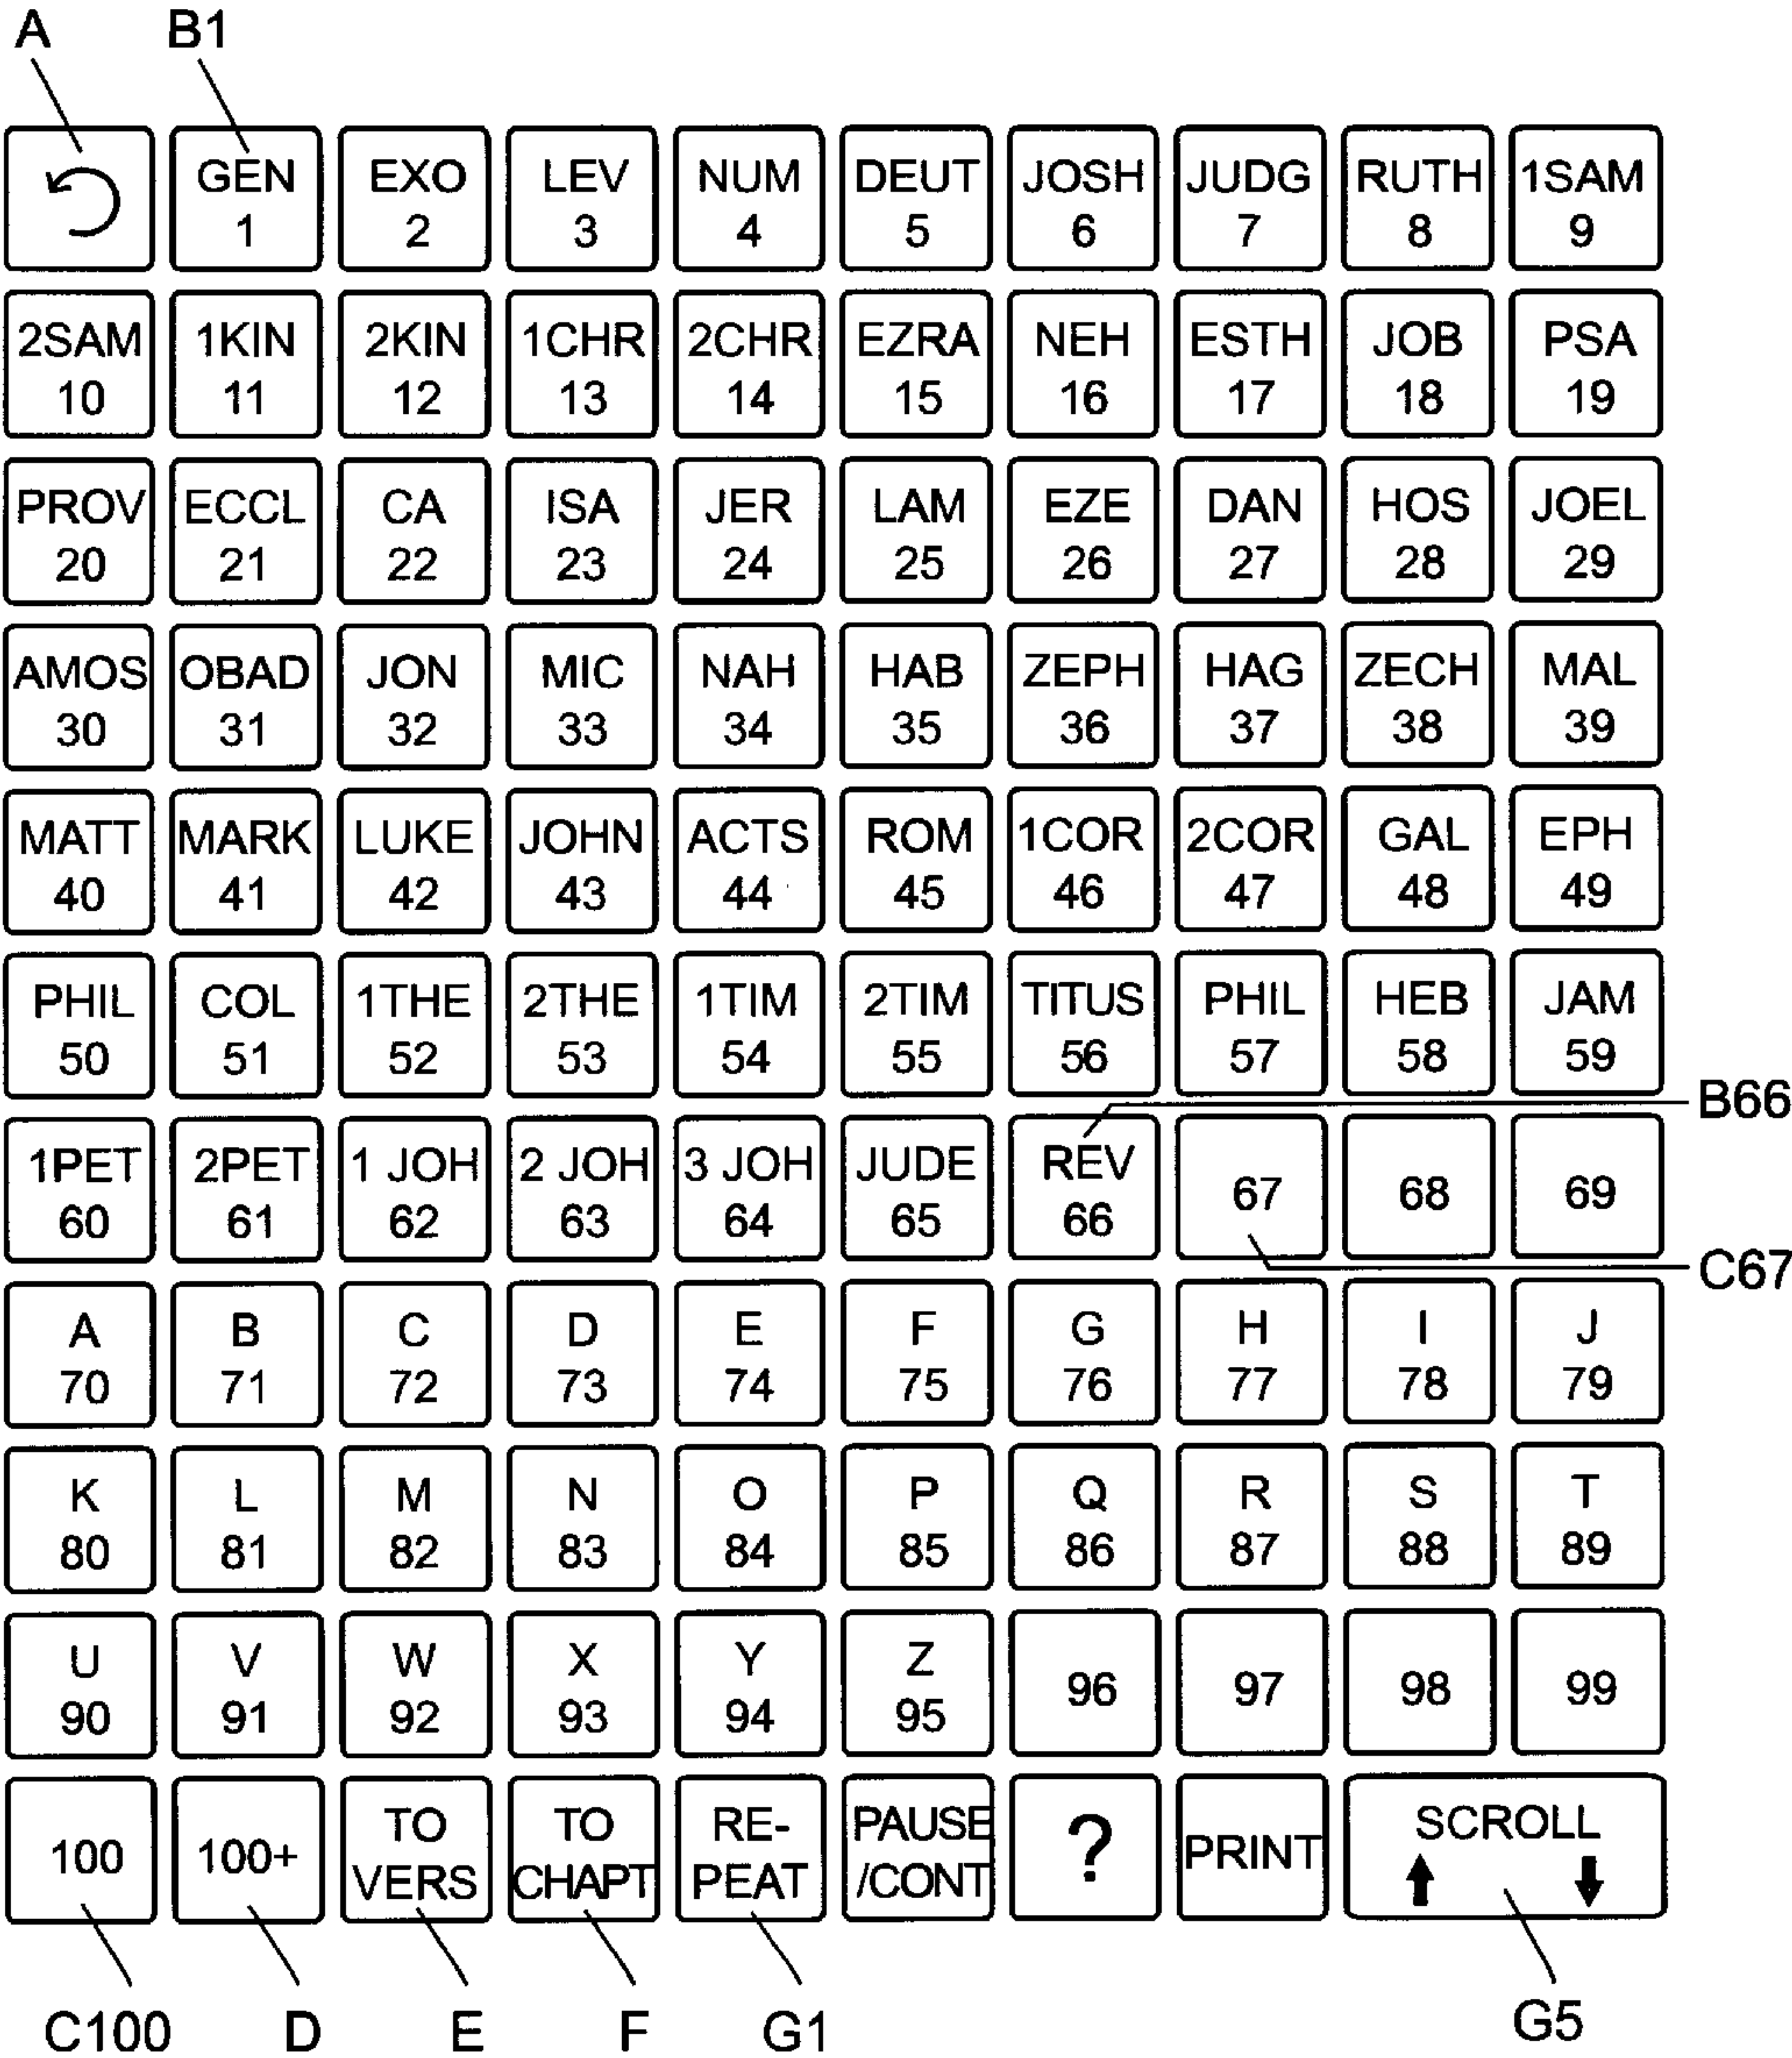 A B1
GEN EXO LEV NUM DEUT JOSH JUDG RUTH 1SAM
1 2 3 4 5 6 7 8 9
2SAM 1KIN 2KIN 1CHR 2CHR EZRA NEH ESTH JOB PSA
10 11 12 13 14 15 16 17 18 19
PROV ECCL CA ISA JER LAM EZE DAN HOS JOEL
20 21 22 23 24 25 26 27 28 29
AMOS OBAD JON MIC NAH HAB ZEPH HAG ZECH MAL
30 31 32 33 34 35 36 37 38 39
MATT MARK LUKE JOHN ACTS ROM 1COR 2COR GAL EPH
40 41 42 43 44 45 46 47 48 49
PHIL COL 1THE 2THE 1TIM 2TIM TITUS PHIL HEB JAM
50 51 52 53 54 55 56 57 58 59
B66
1PET 2PET 1 JOH 2 JOH 3 JOH JUDE REV
60 61 62 63 64 65 66 67 68 69
C67
A B C D E F G H I J
70 71 72 73 74 75 76 77 78 79
K L M N O P Q R S T
80 81 82 83 84 85 86 87 88 89
U V W X Y Z
90 91 92 93 94 95 96 97 98 99
TO TO RE- PAUSE SCROLL
100 100+ VERS CHAPT PEAT /CONT ? PRINT
C100 D E F G1 G5